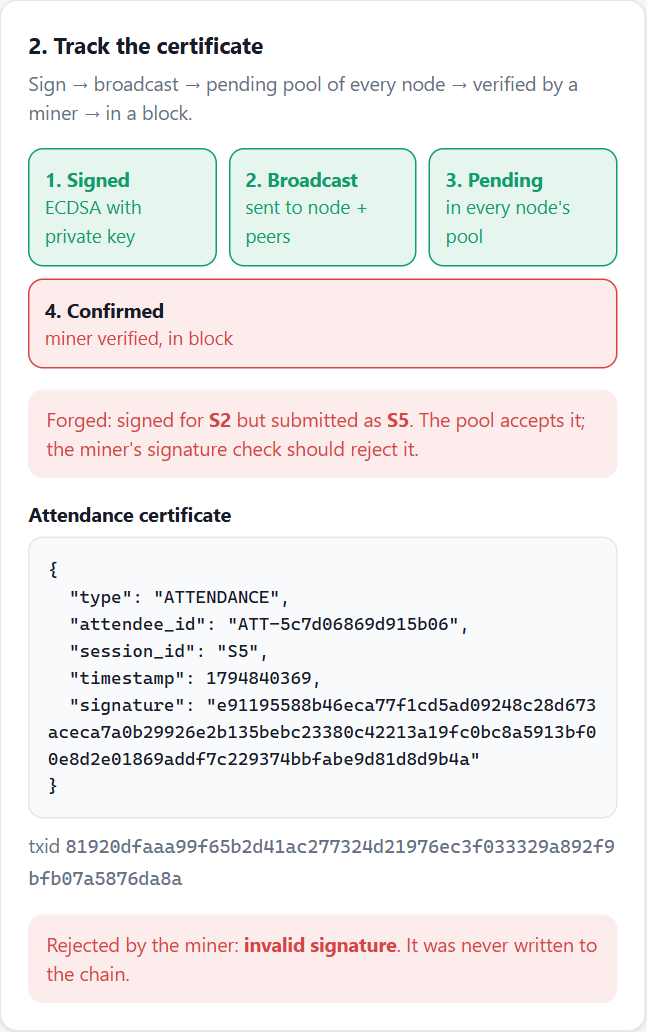 2. Track the certificate
Sign → broadcast → pending pool of every node → verified by a
miner → in a block.
1. Signed
ECDSA with
private key
2. Broadcast
sent to node +
peers
3. Pending
in every node's
pool
4. Confirmed
miner verified, in block
Forged: signed for S2 but submitted as S5. The pool accepts it;
the miner's signature check should reject it.
Attendance certificate
{
  "type": "ATTENDANCE",
  "attendee_id": "ATT-5c7d06869d915b06",
  "session_id": "S5",
  "timestamp": 1794840369,
  "signature": "e91195588b46eca77f1cd5ad09248c28d673
aceca7a0b29926e2b135bebc23380c42213a19fc0bc8a5913bf0
0e8d2e01869addf7c229374bbfabe9d81d8d9b4a"
}
txid 81920dfaaa99f65b2d41ac277324d21976ec3f033329a892f9
bfb07a5876da8a
Rejected by the miner: invalid signature. It was never written to
the chain.